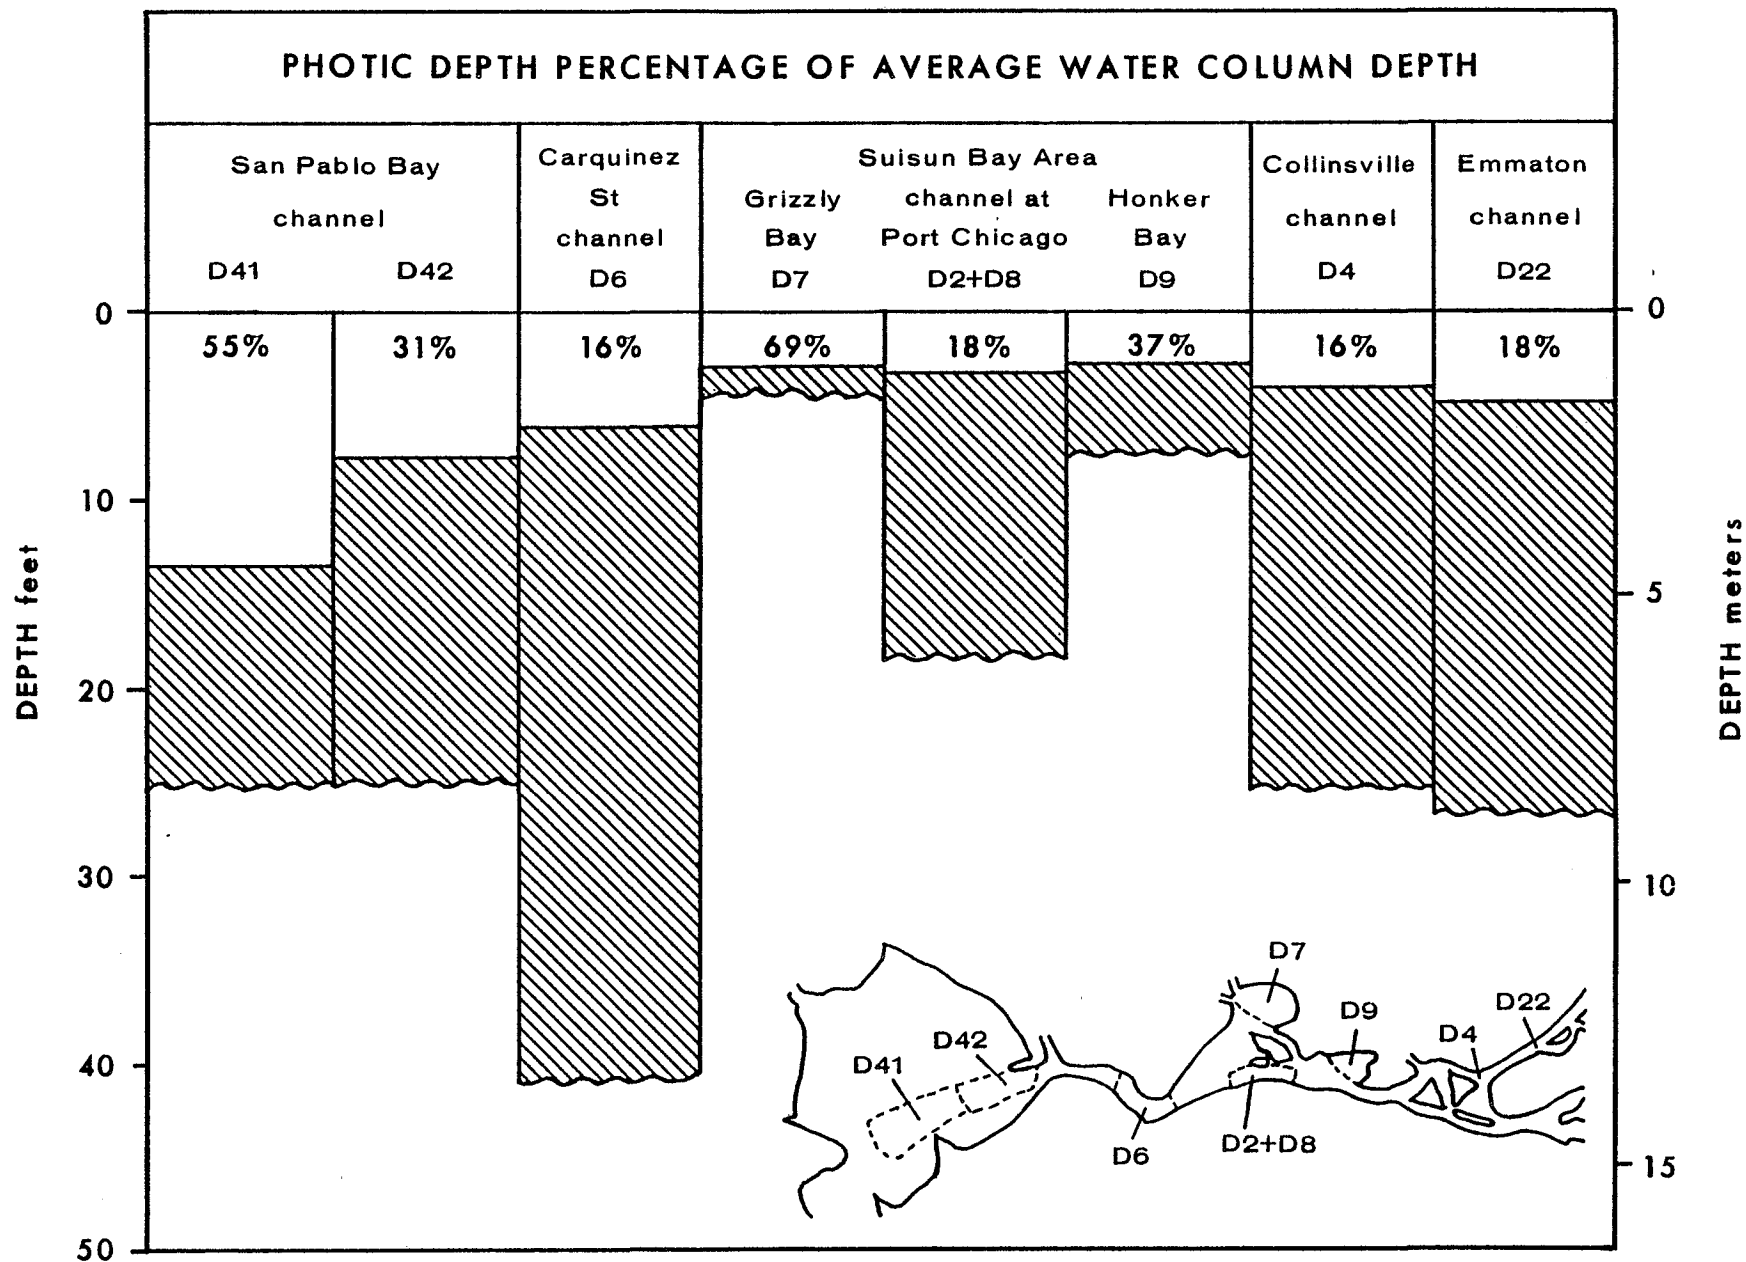 PHOTIC DEPTH PERCENTAGE OF AVERAGE WATER COLUMN DEPTH
San Pablo Bay
channel
D41 D42
Carquinez
St
channel
D6
Suisun Bay Area
Grizzly
Bay
D7
channel at
Port Chicago
D2+D8
Honker
Bay
D9
Collinsville
channel
D4
Emmaton
channel
D22
55% 31% 16% 69% 18% 37% 16% 18%
DEPTH feet
0
10
20
30
40
50
DEPTH meters
0
5
10
15
D7
D9
D22
D4
D42
D41
D6
D2+D8